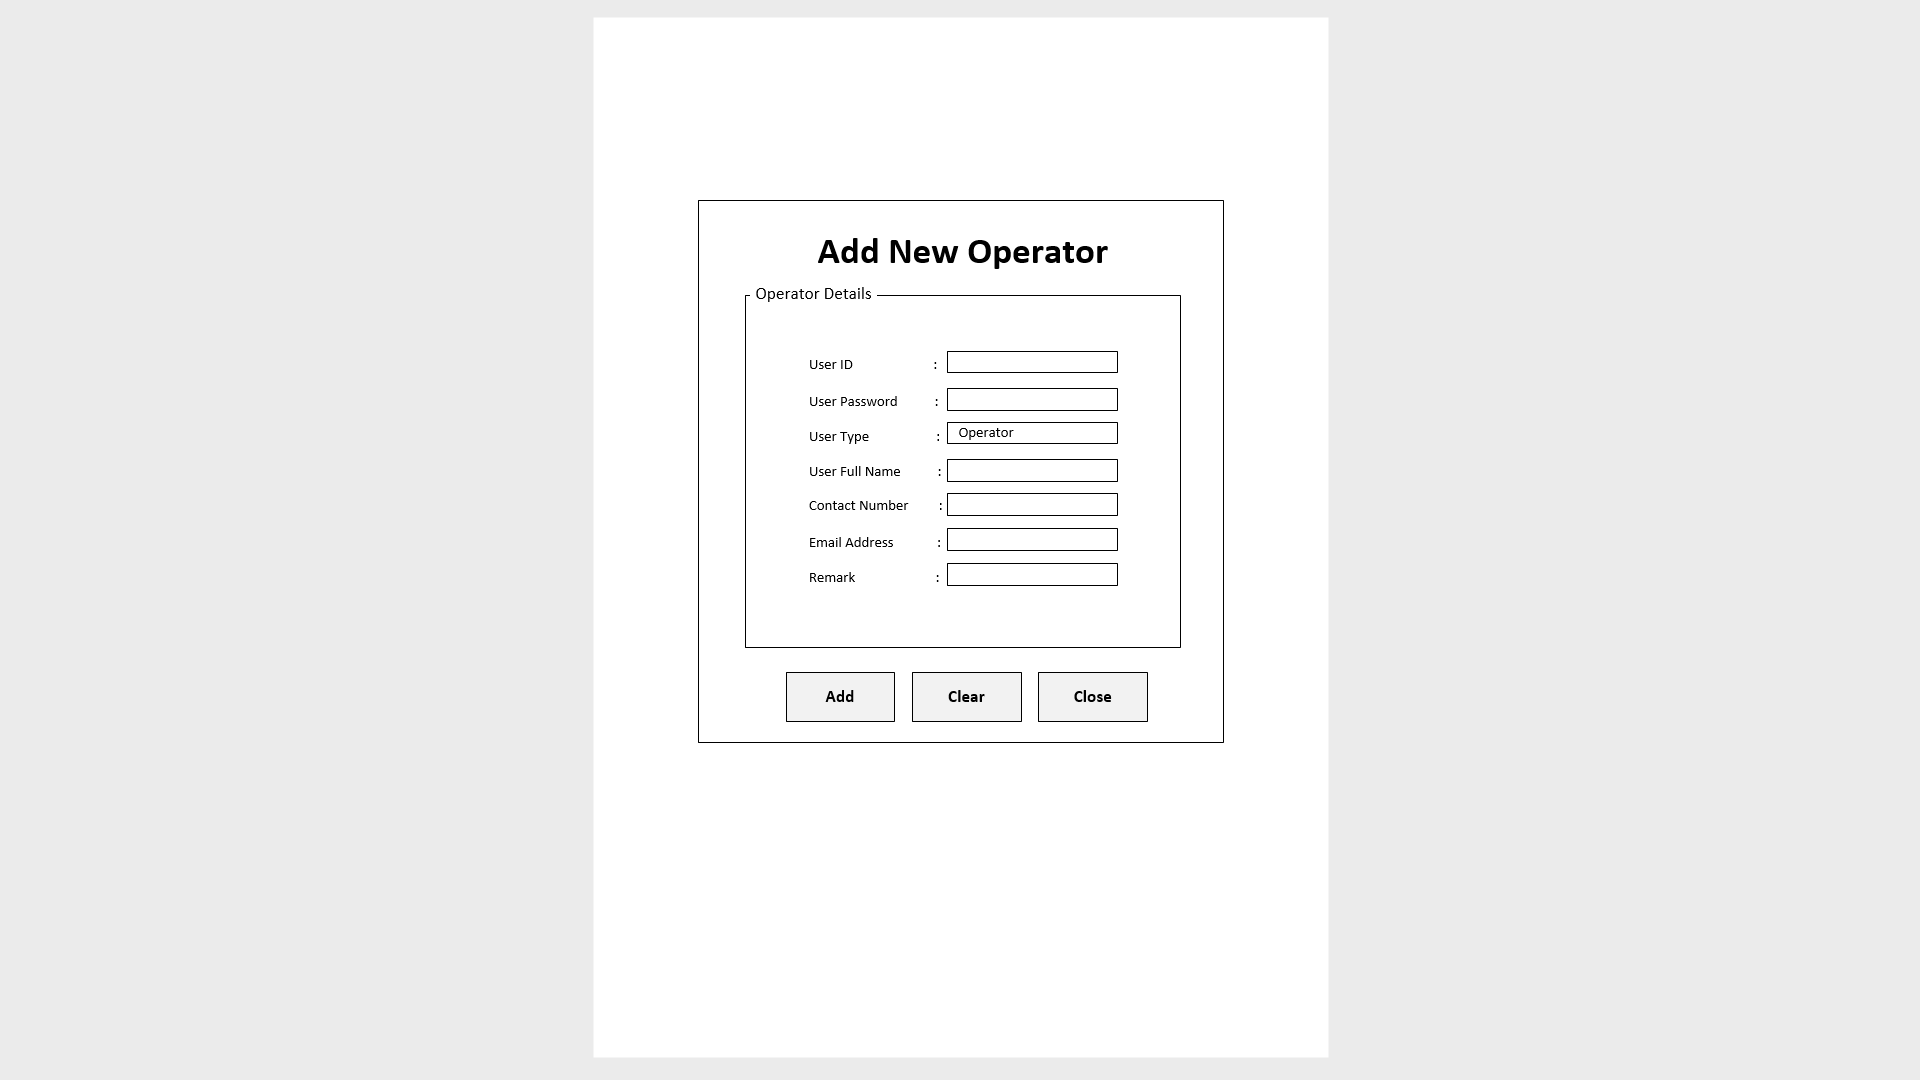 Add New Operator
Operator Details
User ID :
User Password :
User Type : Operator
User Full Name :
Contact Number :
Email Address :
Remark :
Add Clear Close